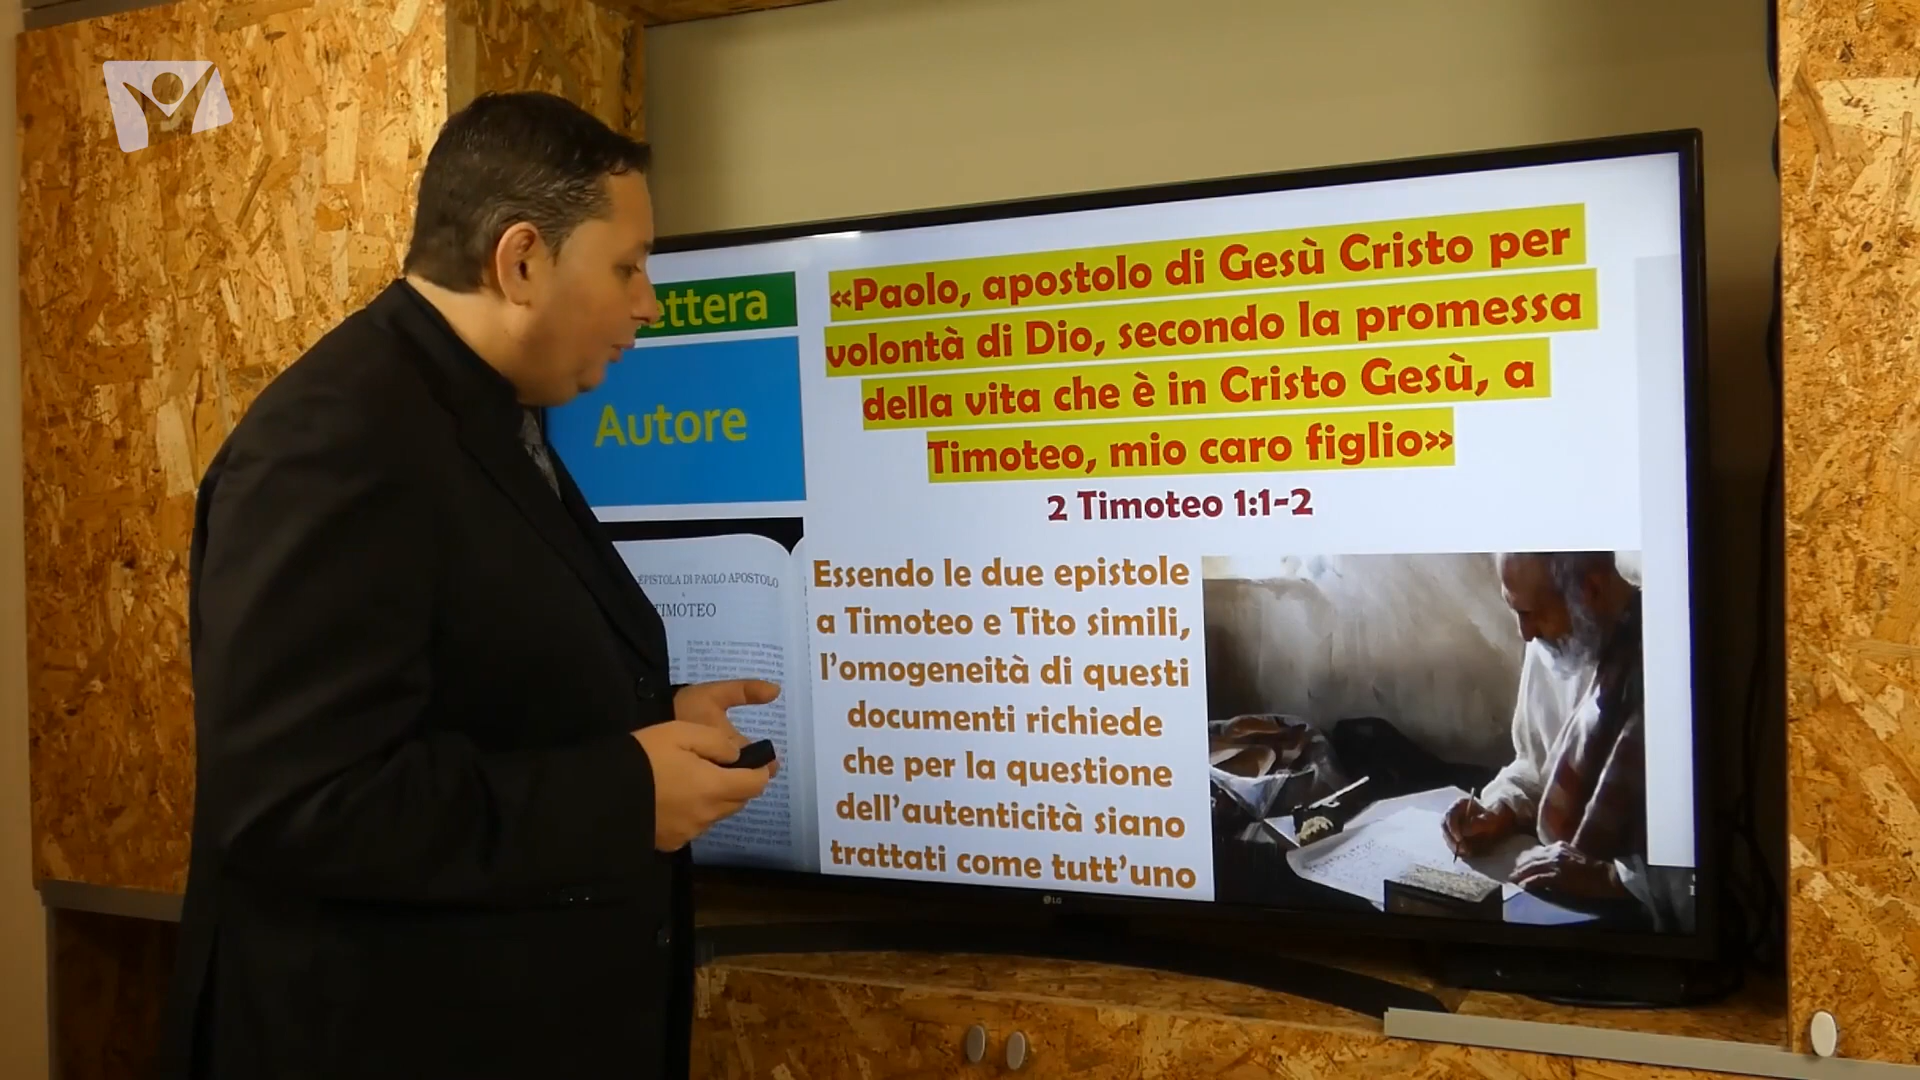 ettera
Autore
EPISTOLA DI PAOLO APOSTOLO
TIMOTEO
«Paolo, apostolo di Gesù Cristo per
volontà di Dio, secondo la promessa
della vita che è in Cristo Gesù, a
Timoteo, mio caro figlio»
2 Timoteo 1:1-2
Essendo le due epistole
a Timoteo e Tito simili,
l’omogeneità di questi
documenti richiede
che per la questione
dell’autenticità siano
trattati come tutt’uno
LG